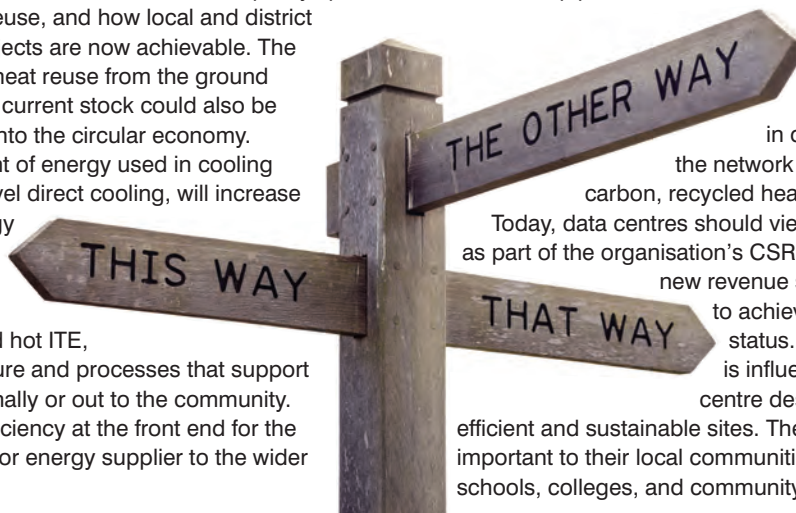 euse, and how local and district
ects are now achievable. The
heat reuse from the ground
current stock could also be
nto the circular economy.
nt of energy used in cooling
vel direct cooling, will increase
gy
d hot ITE,
ure and processes that support
nally or out to the community.
ciency at the front end for the
or energy supplier to the wider
THIS WAY
THE OTHER WAY
THAT WAY
in d
the network
carbon, recycled hea
Today, data centres should vie
as part of the organisation's CSR
new revenue
to achiev
status.
is influe
centre des
efficient and sustainable sites. The
important to their local communiti
schools, colleges, and community